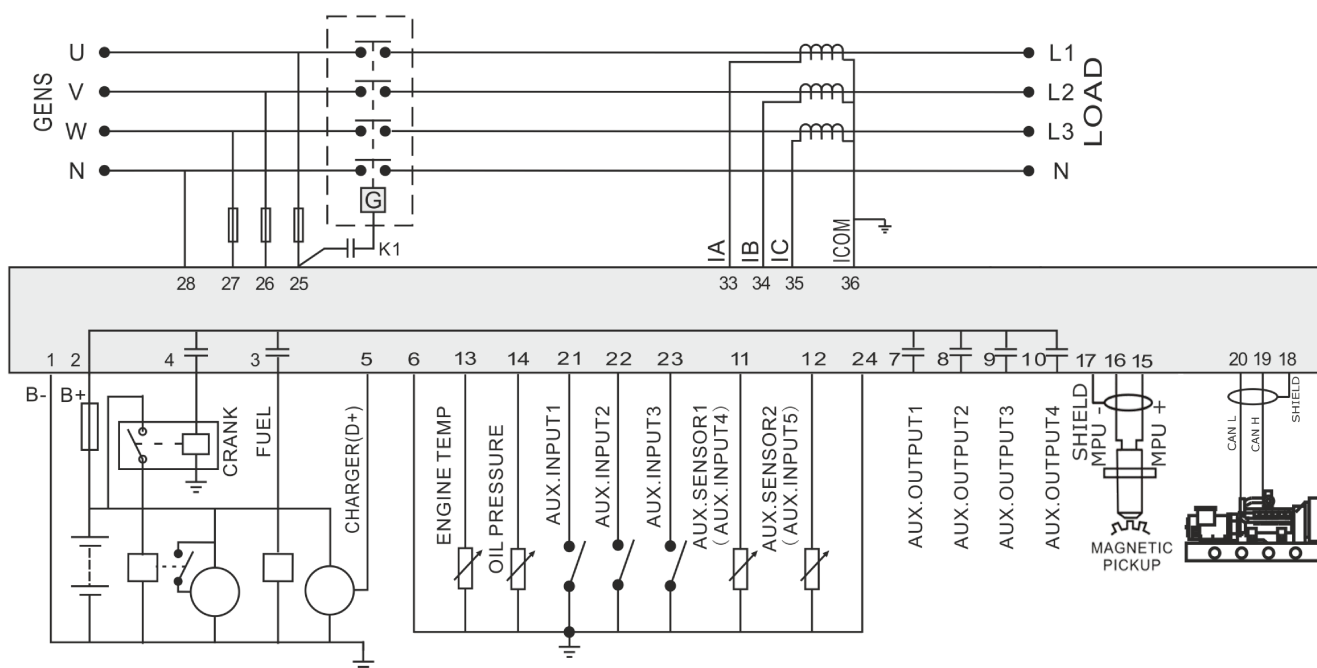 GENS
U
V
W
N
L1
L2
L3
N
LOAD
G
K1
IA
IB
IC
ICOM
28
27
26
25
33
34
35
36
1
2
4
3
5
6
13
14
21
22
23
11
12
24
7
8
9
10
17
16
15
20
19
18
B-
B+
CRANK
FUEL
CHARGER(D+)
ENGINE TEMP
OIL PRESSURE
AUX.INPUT1
AUX.INPUT2
AUX.INPUT3
AUX.SENSOR1
(AUX.INPUT4)
AUX.SENSOR2
(AUX.INPUT5)
AUX.OUTPUT1
AUX.OUTPUT2
AUX.OUTPUT3
AUX.OUTPUT4
SHIELD
MPU -
MPU +
CAN L
CAN H
SHIELD
MAGNETIC
PICKUP